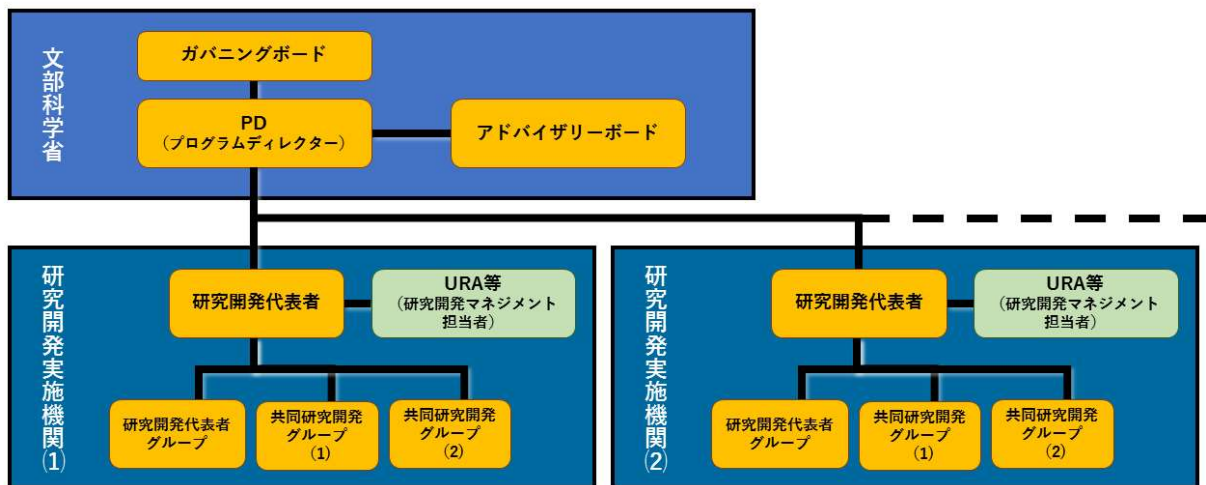 文部科学省
ガバニングボード
PD
（プログラムディレクター）
アドバイザリーボード
研究開発実施機関⑴
研究開発代表者
URA等
（研究開発マネジメント
担当者）
研究開発代表者
グループ
共同研究開発
グループ
(1)
共同研究開発
グループ
(2)
研究開発実施機関⑵
研究開発代表者
URA等
（研究開発マネジメント
担当者）
研究開発代表者
グループ
共同研究開発
グループ
(1)
共同研究開発
グループ
(2)